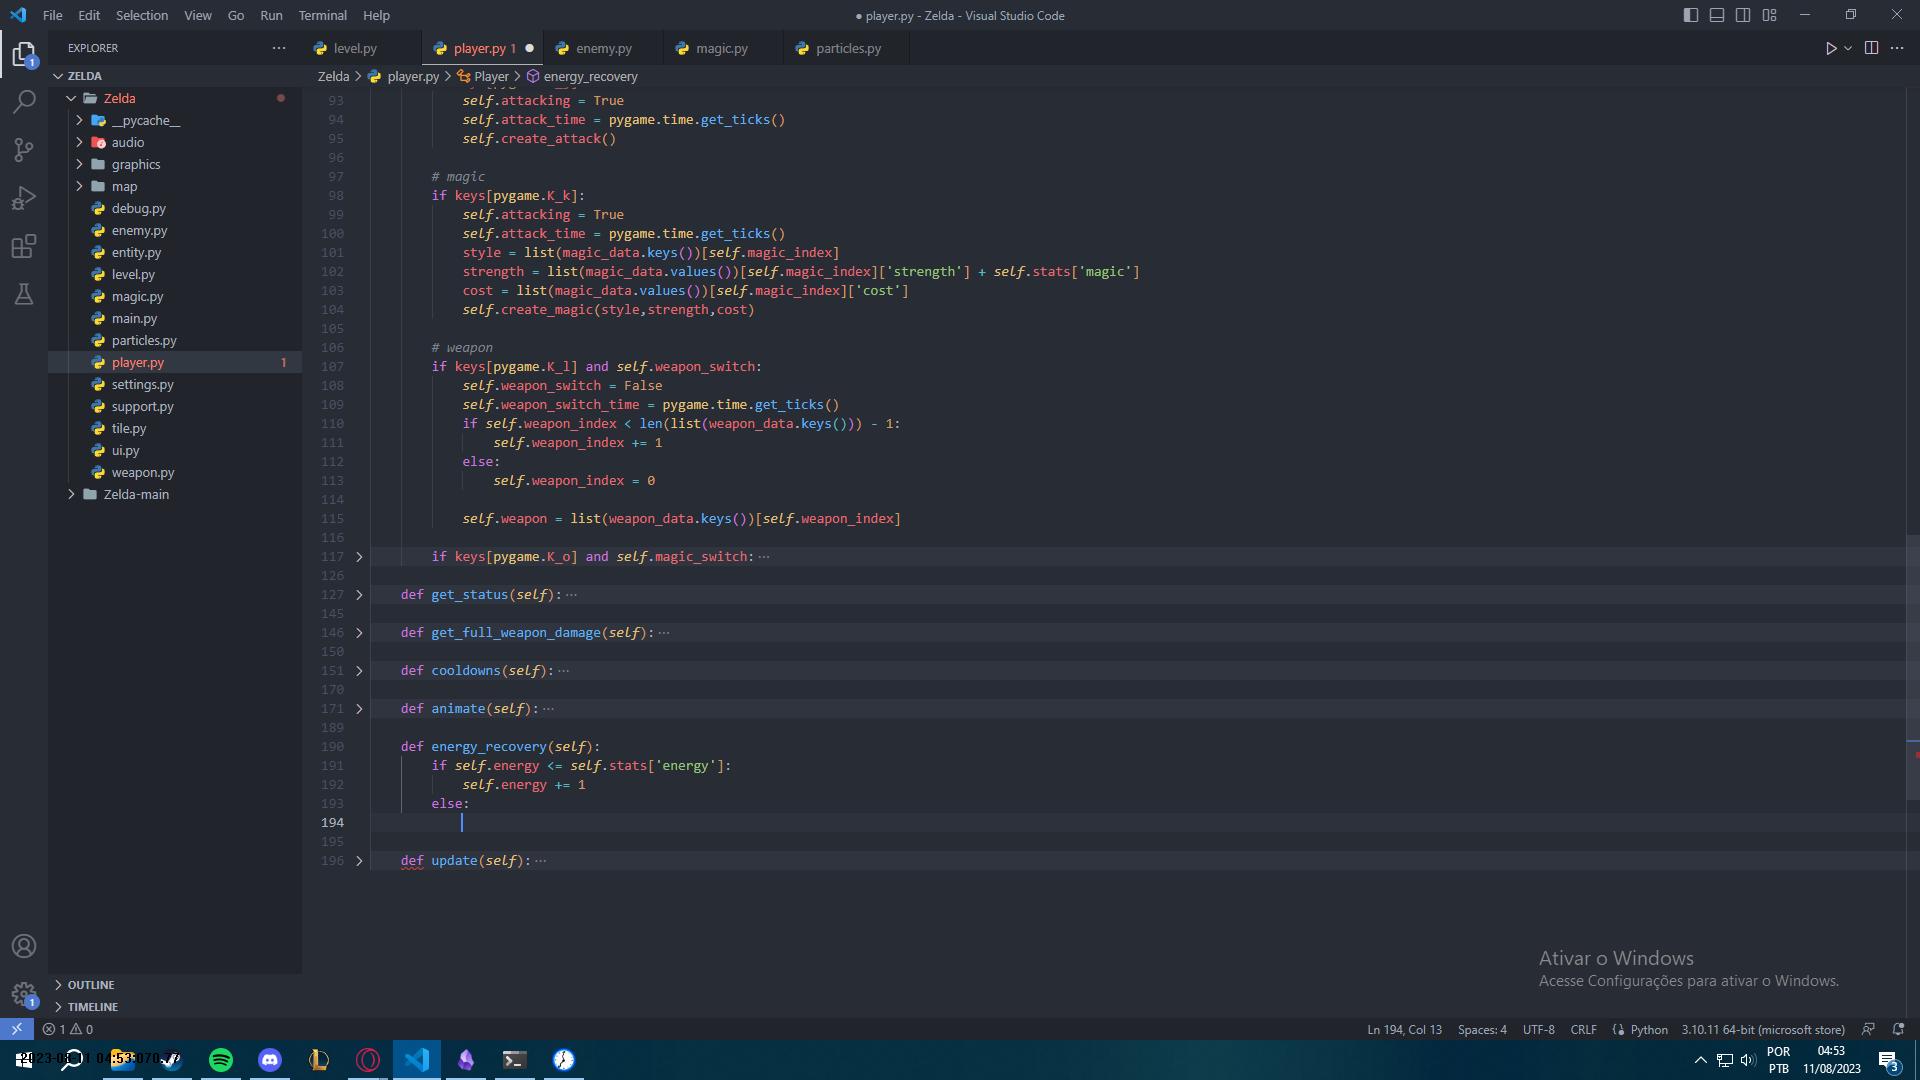 File Edit Selection View Go Run Terminal Help
● player.py - Zelda - Visual Studio Code
EXPLORER
ZELDA
Zelda
__pycache__
audio
graphics
map
debug.py
enemy.py
entity.py
level.py
magic.py
main.py
particles.py
player.py 1
settings.py
support.py
tile.py
ui.py
weapon.py
Zelda-main
OUTLINE
TIMELINE
level.py player.py 1 enemy.py magic.py particles.py
Zelda > player.py > Player > energy_recovery
93 self.attacking = True
94 self.attack_time = pygame.time.get_ticks()
95 self.create_attack()
96
97 # magic
98 if keys[pygame.K_k]:
99 self.attacking = True
100 self.attack_time = pygame.time.get_ticks()
101 style = list(magic_data.keys())[self.magic_index]
102 strength = list(magic_data.values())[self.magic_index]['strength'] + self.stats['magic']
103 cost = list(magic_data.values())[self.magic_index]['cost']
104 self.create_magic(style,strength,cost)
105
106 # weapon
107 if keys[pygame.K_l] and self.weapon_switch:
108 self.weapon_switch = False
109 self.weapon_switch_time = pygame.time.get_ticks()
110 if self.weapon_index < len(list(weapon_data.keys())) - 1:
111 self.weapon_index += 1
112 else:
113 self.weapon_index = 0
114
115 self.weapon = list(weapon_data.keys())[self.weapon_index]
116
117 if keys[pygame.K_o] and self.magic_switch: ···
126
127 def get_status(self): ···
145
146 def get_full_weapon_damage(self): ···
150
151 def cooldowns(self): ···
170
171 def animate(self): ···
189
190 def energy_recovery(self):
191 if self.energy <= self.stats['energy']:
192 self.energy += 1
193 else:
194
195
196 def update(self): ···
Ativar o Windows
Acesse Configurações para ativar o Windows.
1 0
Ln 194, Col 13 Spaces: 4 UTF-8 CRLF Python 3.10.11 64-bit (microsoft store)
POR
PTB
04:53
11/08/2023
3